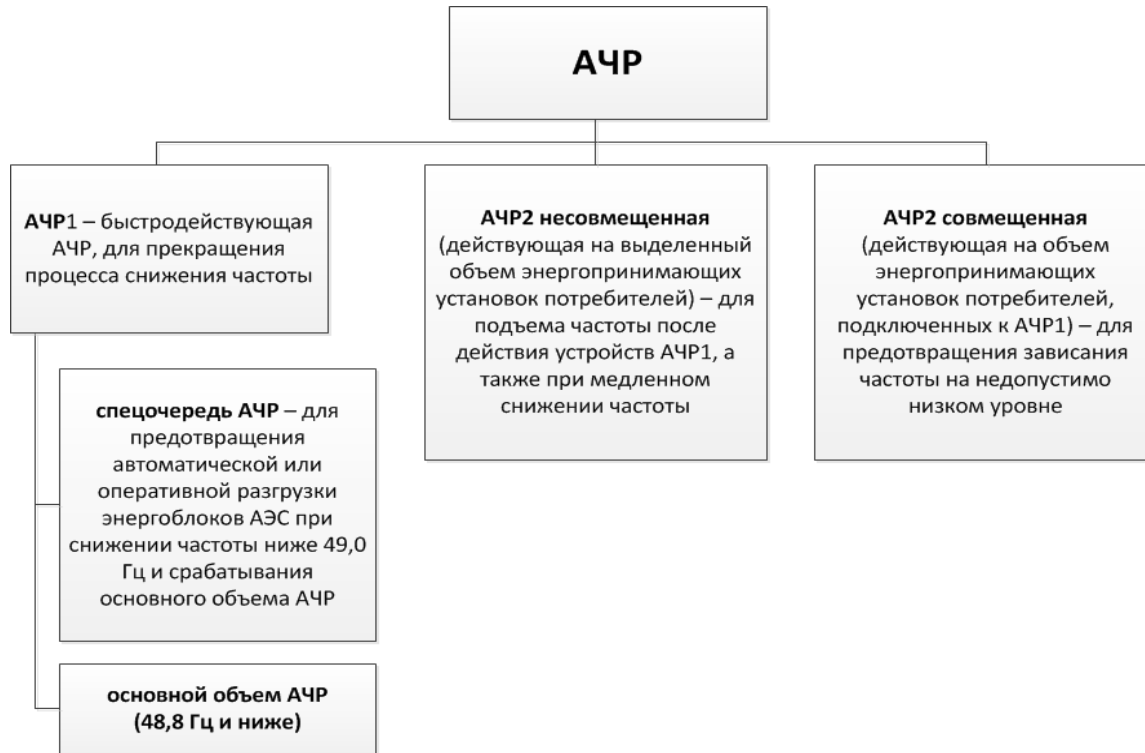 АЧР
АЧР1 – быстродействующая
АЧР, для прекращения
процесса снижения частоты
АЧР2 несовмещенная
(действующая на выделенный
объем энергопринимающих
установок потребителей) – для
подъема частоты после
действия устройств АЧР1, а
также при медленном
снижении частоты
АЧР2 совмещенная
(действующая на объем
энергопринимающих
установок потребителей,
подключенных к АЧР1) – для
предотвращения зависания
частоты на недопустимо
низком уровне
спецочередь АЧР – для
предотвращения
автоматической или
оперативной разгрузки
энергоблоков АЭС при
снижении частоты ниже 49,0
Гц и срабатывания
основного объема АЧР
основной объем АЧР
(48,8 Гц и ниже)